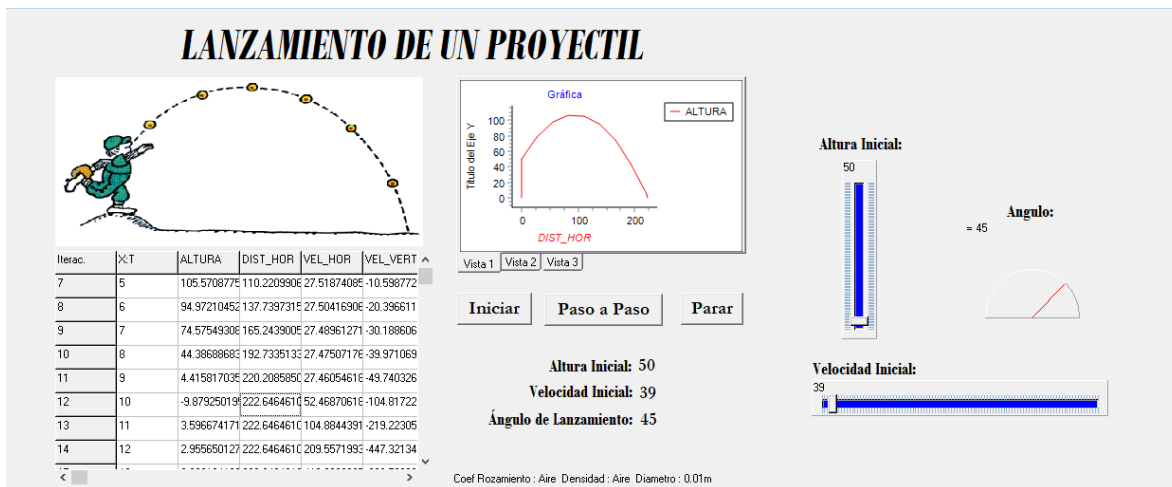 LANZAMIENTO DE UN PROYECTIL
Gráfica
ALTURA
Título del Eje Y
100
80
60
40
20
0
0 100 200
DIST_HOR
Vista 1 Vista 2 Vista 3
Iniciar Paso a Paso Parar
Altura Inicial: 50
Velocidad Inicial: 39
Ángulo de Lanzamiento: 45
Iterac. X:T ALTURA DIST_HOR VEL_HOR VEL_VERT
7 5 105.5708775 110.2209906 27.51874085 -10.598772
8 6 94.97210452 137.7397315 27.50416906 -20.396611
9 7 74.57549306 165.2439005 27.48961271 -30.188606
10 8 44.38688683 192.7335133 27.47507176 -39.971069
11 9 4.415817035 220.2085850 27.46054616 -49.740326
12 10 -9.879250195 222.6464610 52.46870616 -104.81722
13 11 3.596674171 222.6464610 104.8844391 -219.22305
14 12 2.955650127 222.6464610 209.5571993 -447.32134
Altura Inicial:
50
Angulo:
= 45
Velocidad Inicial:
39
Coef Rozamiento : Aire Densidad : Aire Diametro : 0.01m